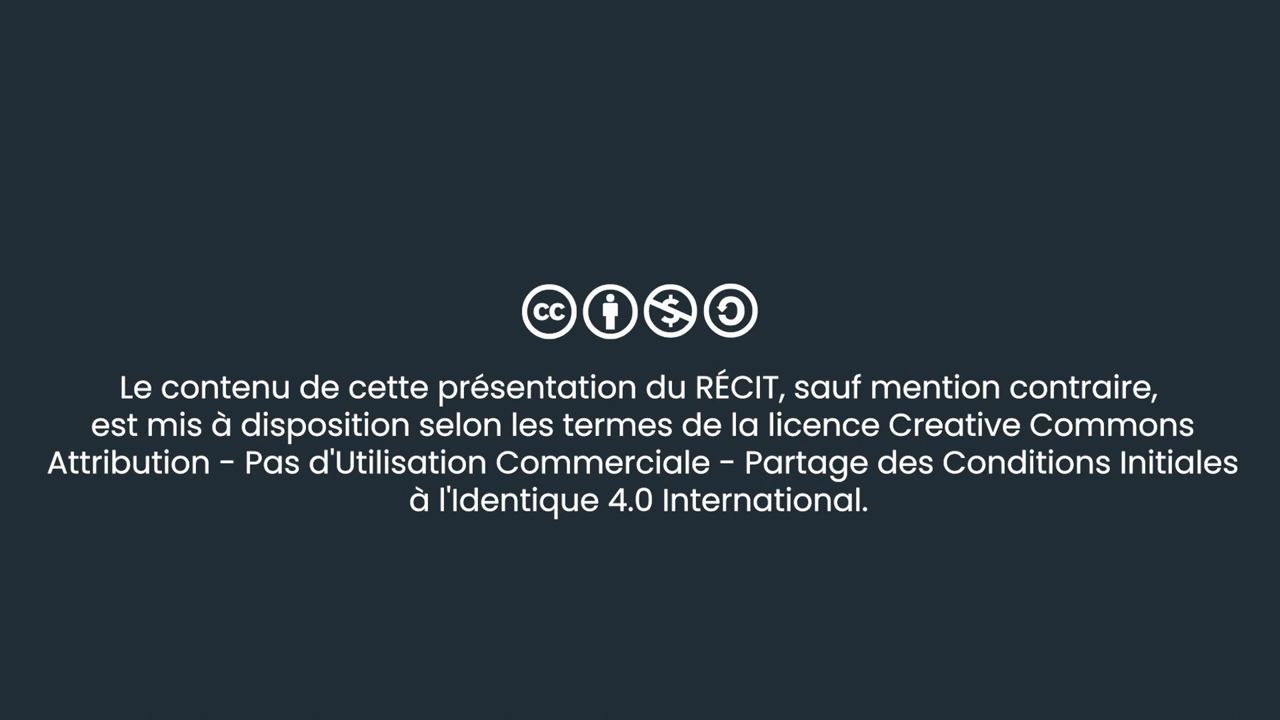 Le contenu de cette présentation du RÉCIT, sauf mention contraire,
est mis à disposition selon les termes de la licence Creative Commons
Attribution - Pas d'Utilisation Commerciale - Partage des Conditions Initiales
à l'Identique 4.0 International.